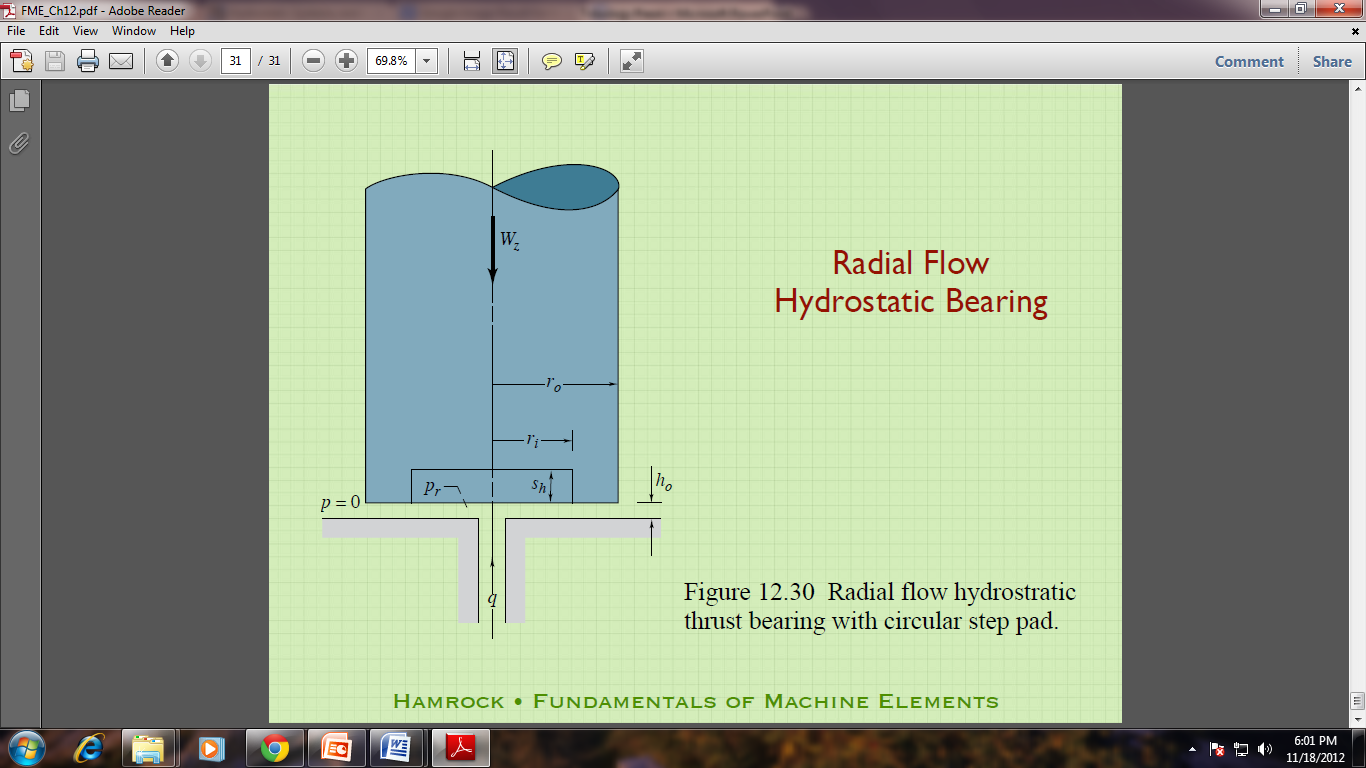 FME_Ch12.pdf - Adobe Reader
File Edit View Window Help
31 / 31 69.8% Comment Share
W_z
Radial Flow
Hydrostatic Bearing
r_o
r_i
p_r s_h h_o
p = 0
q
Figure 12.30 Radial flow hydrostratic
thrust bearing with circular step pad.
HAMROCK • FUNDAMENTALS OF MACHINE ELEMENTS
6:01 PM
11/18/2012